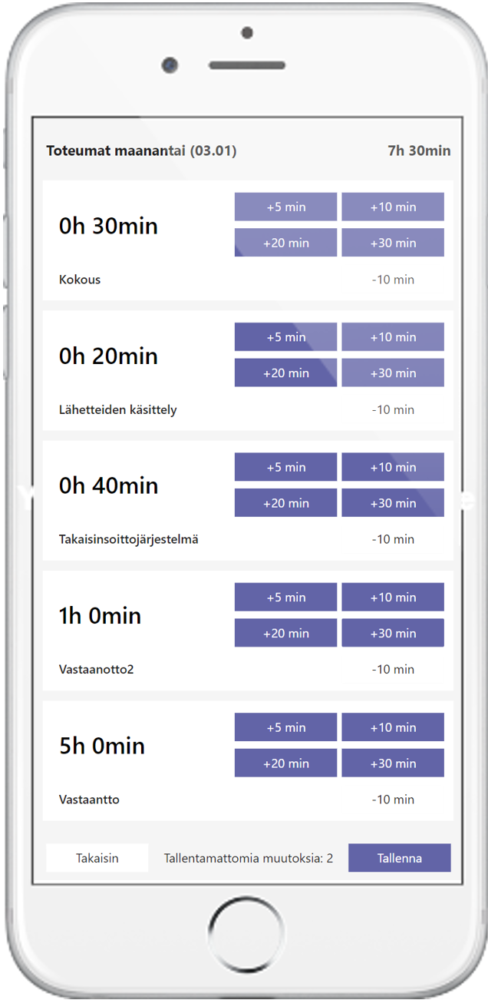 Toteumat maanantai (03.01) 7h 30min
0h 30min
+5 min +10 min
+20 min +30 min
Kokous -10 min
0h 20min
+5 min +10 min
+20 min +30 min
Lähetteiden käsittely -10 min
0h 40min
+5 min +10 min
+20 min +30 min
Takaisinsoittojärjestelmä -10 min
1h 0min
+5 min +10 min
+20 min +30 min
Vastaanotto2 -10 min
5h 0min
+5 min +10 min
+20 min +30 min
Vastaantto -10 min
Takaisin Tallentamattomia muutoksia: 2 Tallenna